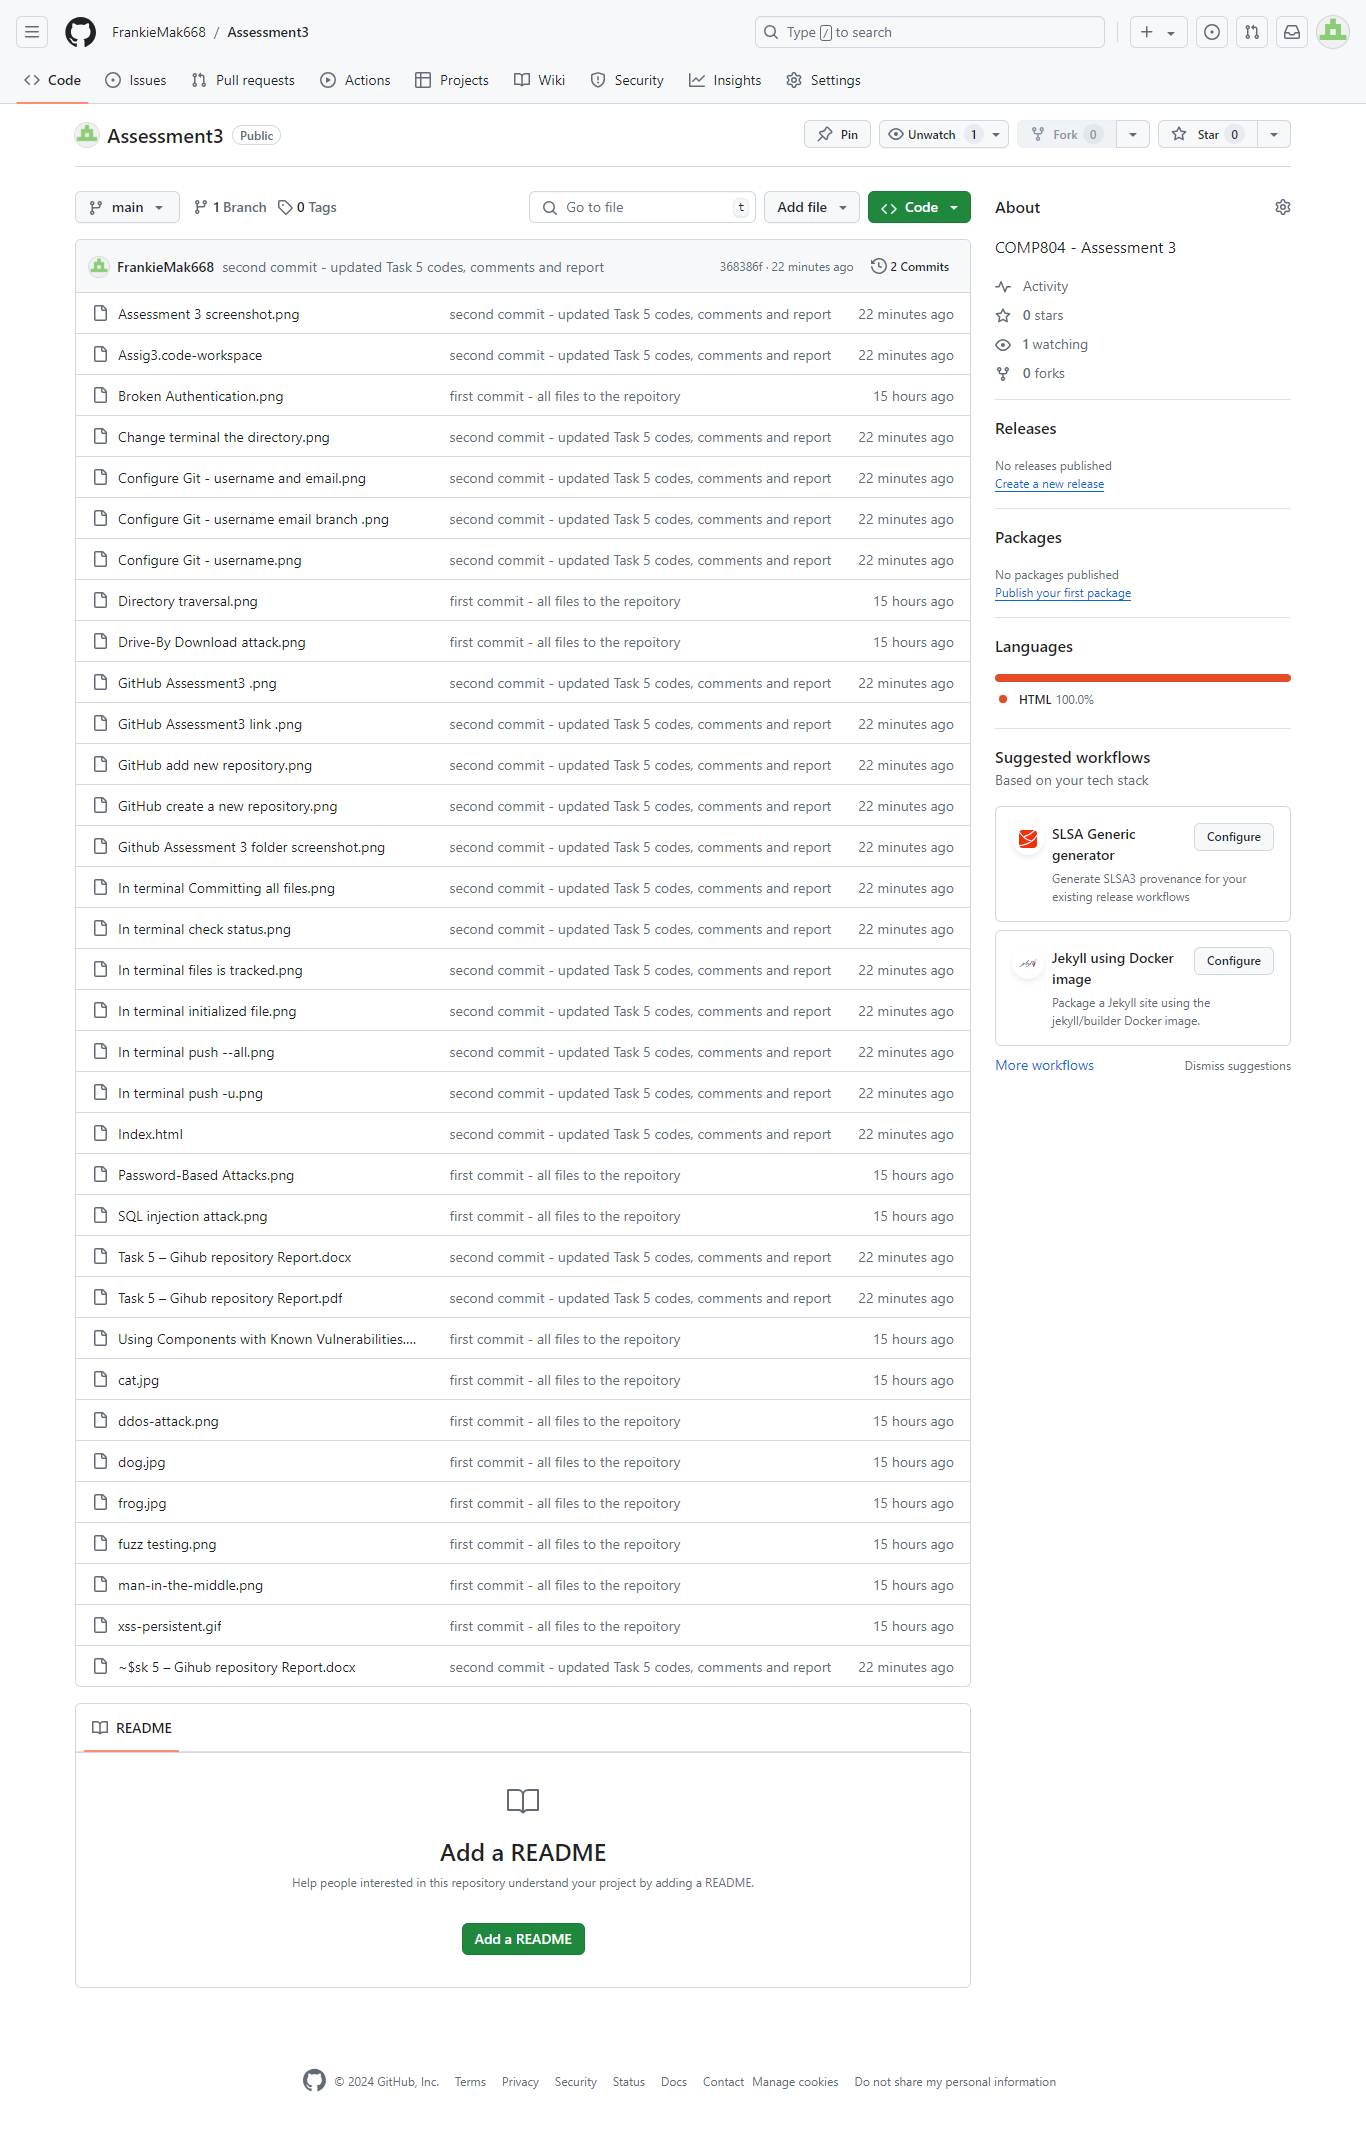 FrankieMak668 / Assessment3
Type / to search
Code Issues Pull requests Actions Projects Wiki Security Insights Settings
Assessment3 Public
Pin Unwatch 1 Fork 0 Star 0
main 1 Branch 0 Tags
Go to file t Add file Code
FrankieMak668 second commit - updated Task 5 codes, comments and report 368386f · 22 minutes ago 2 Commits
Assessment 3 screenshot.png second commit - updated Task 5 codes, comments and report 22 minutes ago
Assig3.code-workspace second commit - updated Task 5 codes, comments and report 22 minutes ago
Broken Authentication.png first commit - all files to the repoitory 15 hours ago
Change terminal the directory.png second commit - updated Task 5 codes, comments and report 22 minutes ago
Configure Git - username and email.png second commit - updated Task 5 codes, comments and report 22 minutes ago
Configure Git - username email branch .png second commit - updated Task 5 codes, comments and report 22 minutes ago
Configure Git - username.png second commit - updated Task 5 codes, comments and report 22 minutes ago
Directory traversal.png first commit - all files to the repoitory 15 hours ago
Drive-By Download attack.png first commit - all files to the repoitory 15 hours ago
GitHub Assessment3 .png second commit - updated Task 5 codes, comments and report 22 minutes ago
GitHub Assessment3 link .png second commit - updated Task 5 codes, comments and report 22 minutes ago
GitHub add new repository.png second commit - updated Task 5 codes, comments and report 22 minutes ago
GitHub create a new repository.png second commit - updated Task 5 codes, comments and report 22 minutes ago
Github Assessment 3 folder screenshot.png second commit - updated Task 5 codes, comments and report 22 minutes ago
In terminal Committing all files.png second commit - updated Task 5 codes, comments and report 22 minutes ago
In terminal check status.png second commit - updated Task 5 codes, comments and report 22 minutes ago
In terminal files is tracked.png second commit - updated Task 5 codes, comments and report 22 minutes ago
In terminal initialized file.png second commit - updated Task 5 codes, comments and report 22 minutes ago
In terminal push --all.png second commit - updated Task 5 codes, comments and report 22 minutes ago
In terminal push -u.png second commit - updated Task 5 codes, comments and report 22 minutes ago
Index.html second commit - updated Task 5 codes, comments and report 22 minutes ago
Password-Based Attacks.png first commit - all files to the repoitory 15 hours ago
SQL injection attack.png first commit - all files to the repoitory 15 hours ago
Task 5 – Gihub repository Report.docx second commit - updated Task 5 codes, comments and report 22 minutes ago
Task 5 – Gihub repository Report.pdf second commit - updated Task 5 codes, comments and report 22 minutes ago
Using Components with Known Vulnerabilities.... first commit - all files to the repoitory 15 hours ago
cat.jpg first commit - all files to the repoitory 15 hours ago
ddos-attack.png first commit - all files to the repoitory 15 hours ago
dog.jpg first commit - all files to the repoitory 15 hours ago
frog.jpg first commit - all files to the repoitory 15 hours ago
fuzz testing.png first commit - all files to the repoitory 15 hours ago
man-in-the-middle.png first commit - all files to the repoitory 15 hours ago
xss-persistent.gif first commit - all files to the repoitory 15 hours ago
~$sk 5 – Gihub repository Report.docx second commit - updated Task 5 codes, comments and report 22 minutes ago
README
Add a README
Help people interested in this repository understand your project by adding a README.
Add a README
About
COMP804 - Assessment 3
Activity
0 stars
1 watching
0 forks
Releases
No releases published
Create a new release
Packages
No packages published
Publish your first package
Languages
HTML 100.0%
Suggested workflows
Based on your tech stack
SLSA Generic
generator
Configure
Generate SLSA3 provenance for your
existing release workflows
Jekyll using Docker
image
Configure
Package a Jekyll site using the
jekyll/builder Docker image.
More workflows Dismiss suggestions
© 2024 GitHub, Inc. Terms Privacy Security Status Docs Contact Manage cookies Do not share my personal information